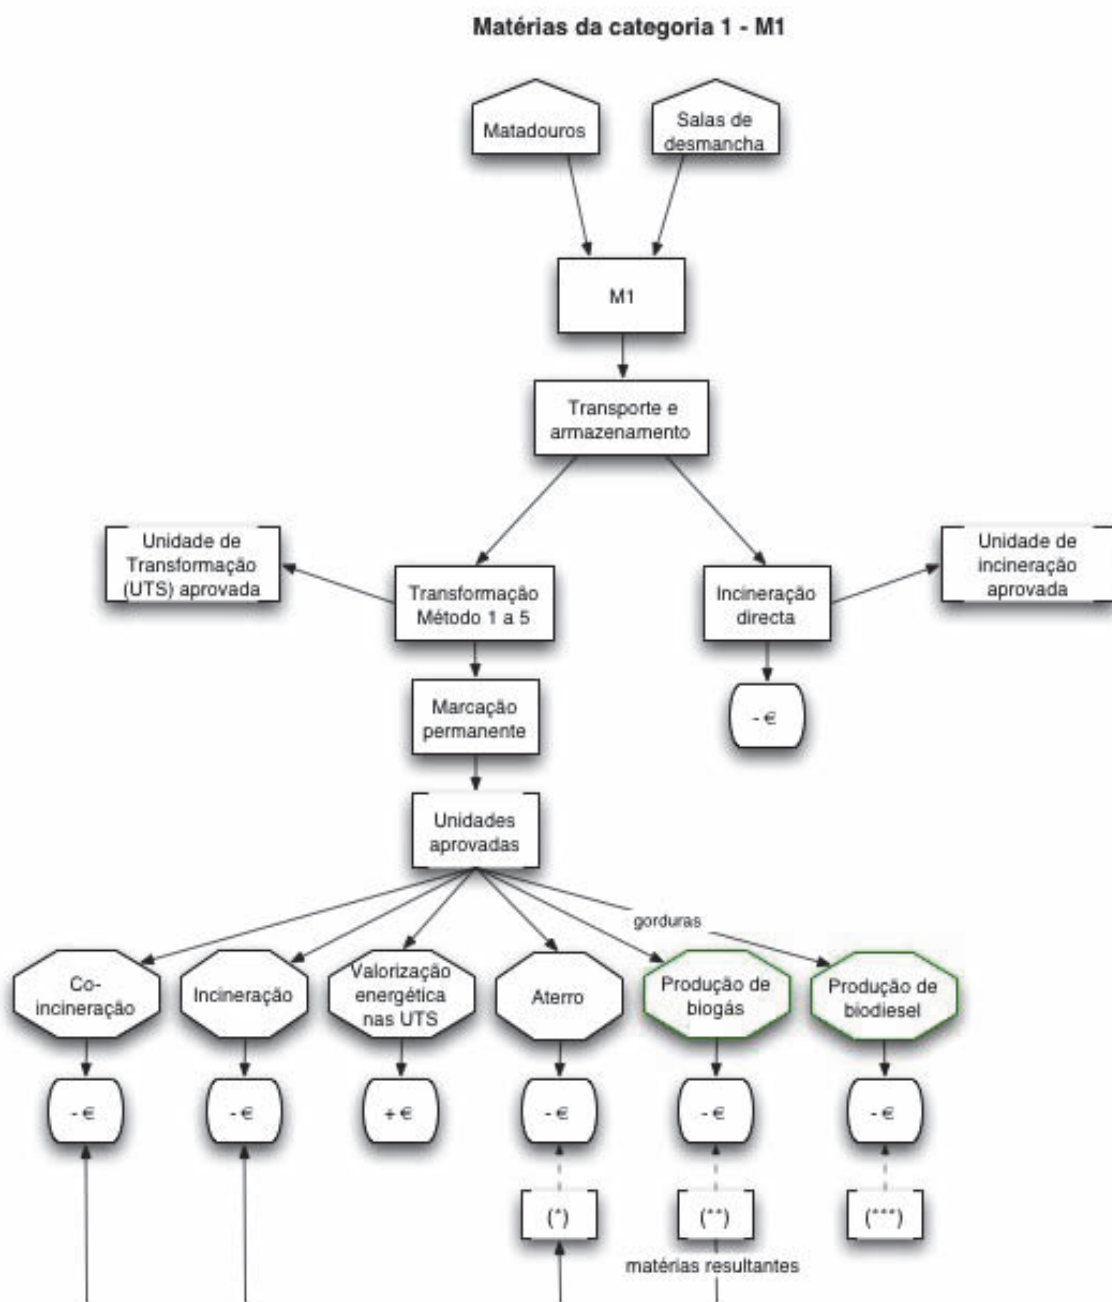 Matérias da categoria 1 - M1
Matadouros
Salas de
desmancha
M1
Transporte e
armazenamento
Unidade de
Transformação
(UTS) aprovada
Transformação
Método 1 a 5
Incineração
directa
Unidade de
incineração
aprovada
Marcação
permanente
- €
Unidades
aprovadas
gorduras
Co-
incineração
Incineração
Valorização
energética
nas UTS
Aterro
Produção de
biogás
Produção de
biodiesel
- €
- €
+ €
- €
- €
- €
(*)
(**)
(***)
matérias resultantes